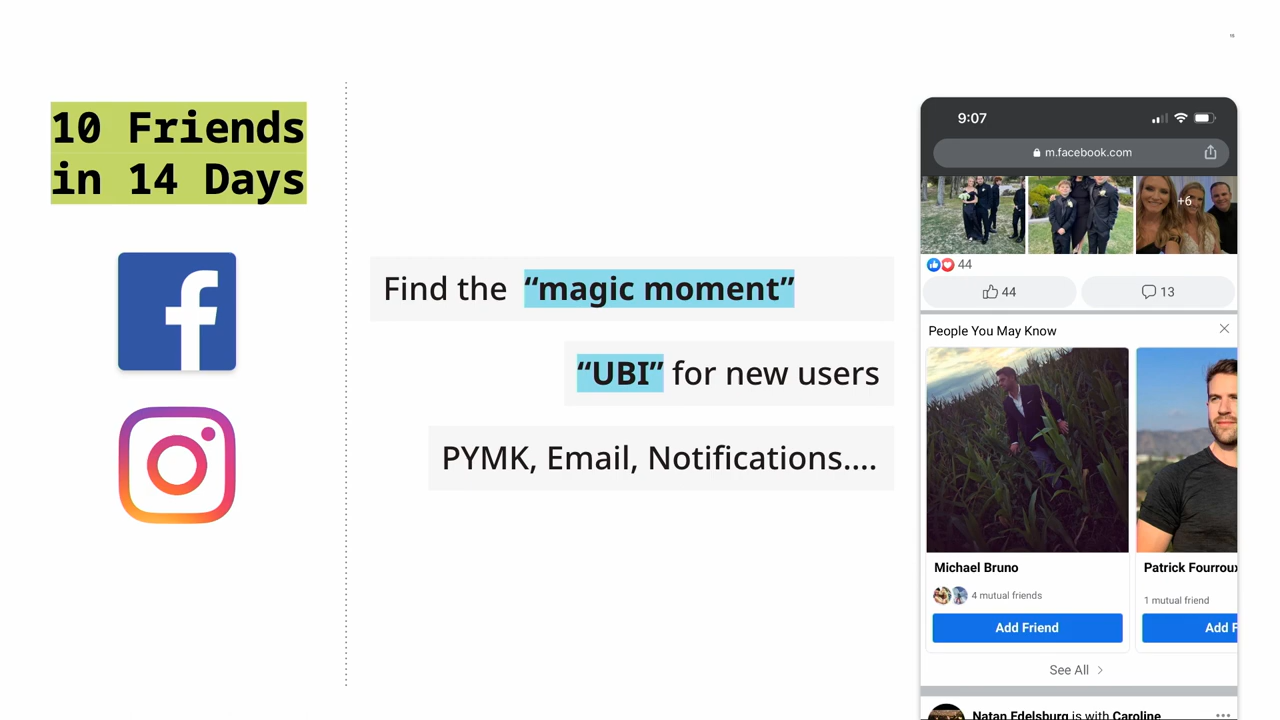 10 Friends
in 14 Days
Find the “magic moment”
“UBI” for new users
PYMK, Email, Notifications....
9:07
m.facebook.com
+6
44
44
13
People You May Know
Michael Bruno
4 mutual friends
Add Friend
Patrick Fourroux
1 mutual friend
Add F
See All
Natan Edelsburg is with Caroline